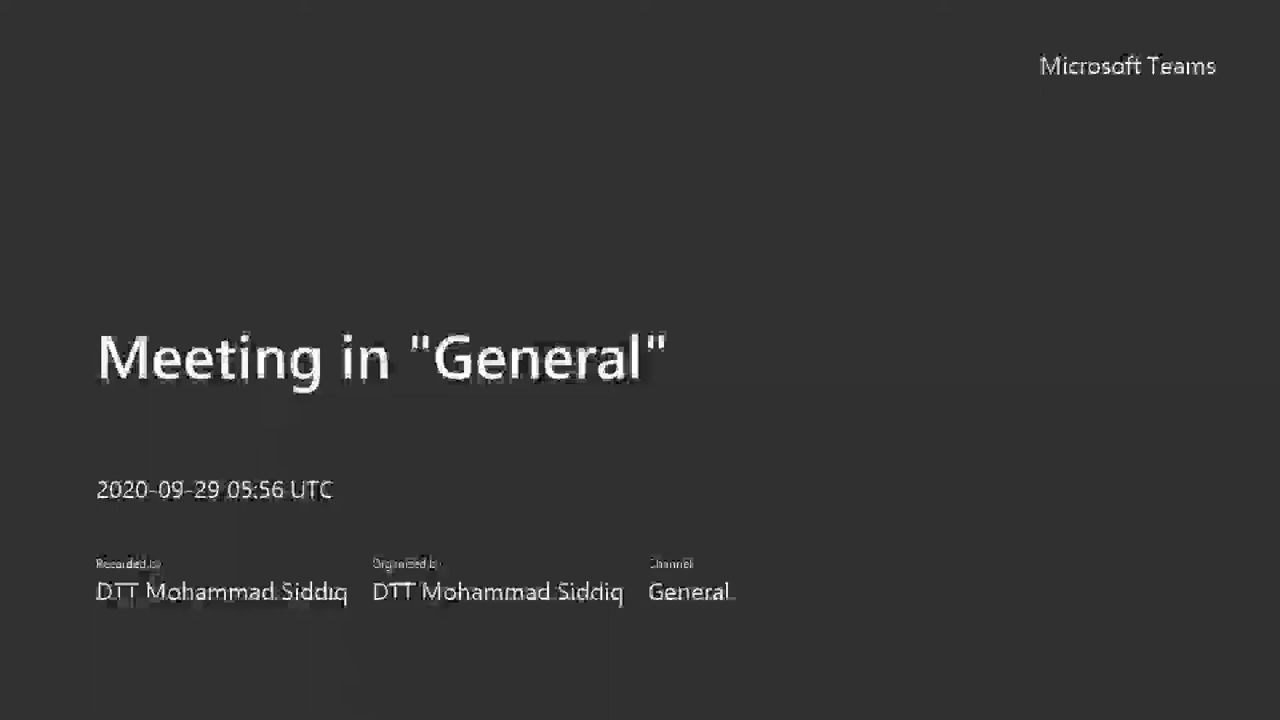 Microsoft Teams
Meeting in "General"
2020-09-29 05:56 UTC
Recorded by Organized by Channel
DTT Mohammad Siddiq DTT Mohammad Siddiq General